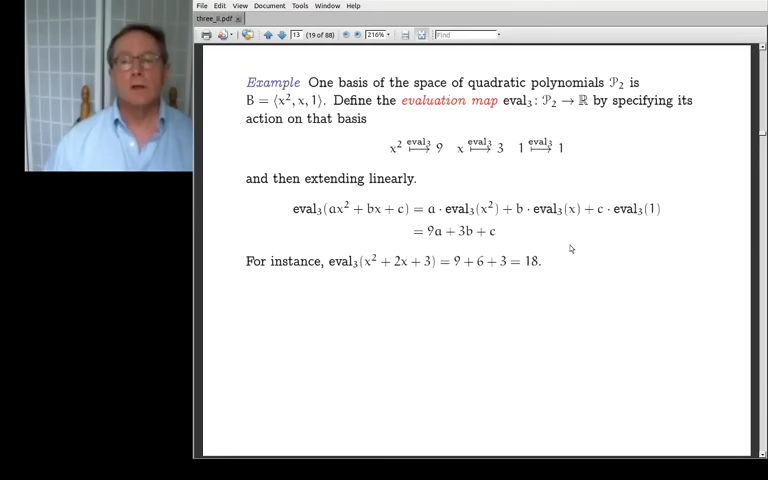 File Edit View Document Tools Window Help
three_ii.pdf
13 (19 of 88) 216% Find
Example One basis of the space of quadratic polynomials 𝒫₂ is
B = ⟨x², x, 1⟩. Define the evaluation map eval₃: 𝒫₂ → ℝ by specifying its
action on that basis
x² eval₃⟼ 9 x eval₃⟼ 3 1 eval₃⟼ 1
and then extending linearly.
eval₃(ax² + bx + c) = a · eval₃(x²) + b · eval₃(x) + c · eval₃(1)
= 9a + 3b + c
For instance, eval₃(x² + 2x + 3) = 9 + 6 + 3 = 18.